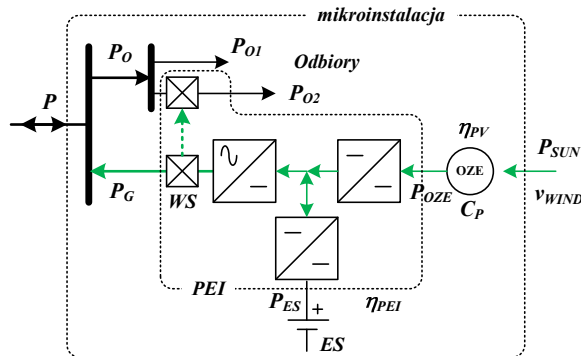 mikroinstalacja
P_O
P_O1
Odbiory
P_O2
P
η_PV
P_SUN
OZE
P_G
WS
P_OZE
C_P
v_WIND
PEI
P_ES
+
η_PEI
ES